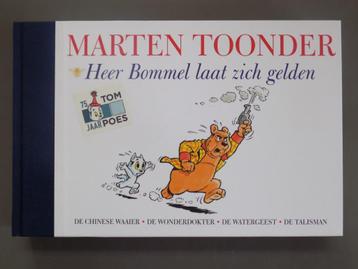 MARTEN TOONDER
Heer Bommel laat zich gelden
75 TOM
JAAR POES
DE CHINESE WAAIER • DE WONDERDOKTER • DE WATERGEEST • DE TALISMAN